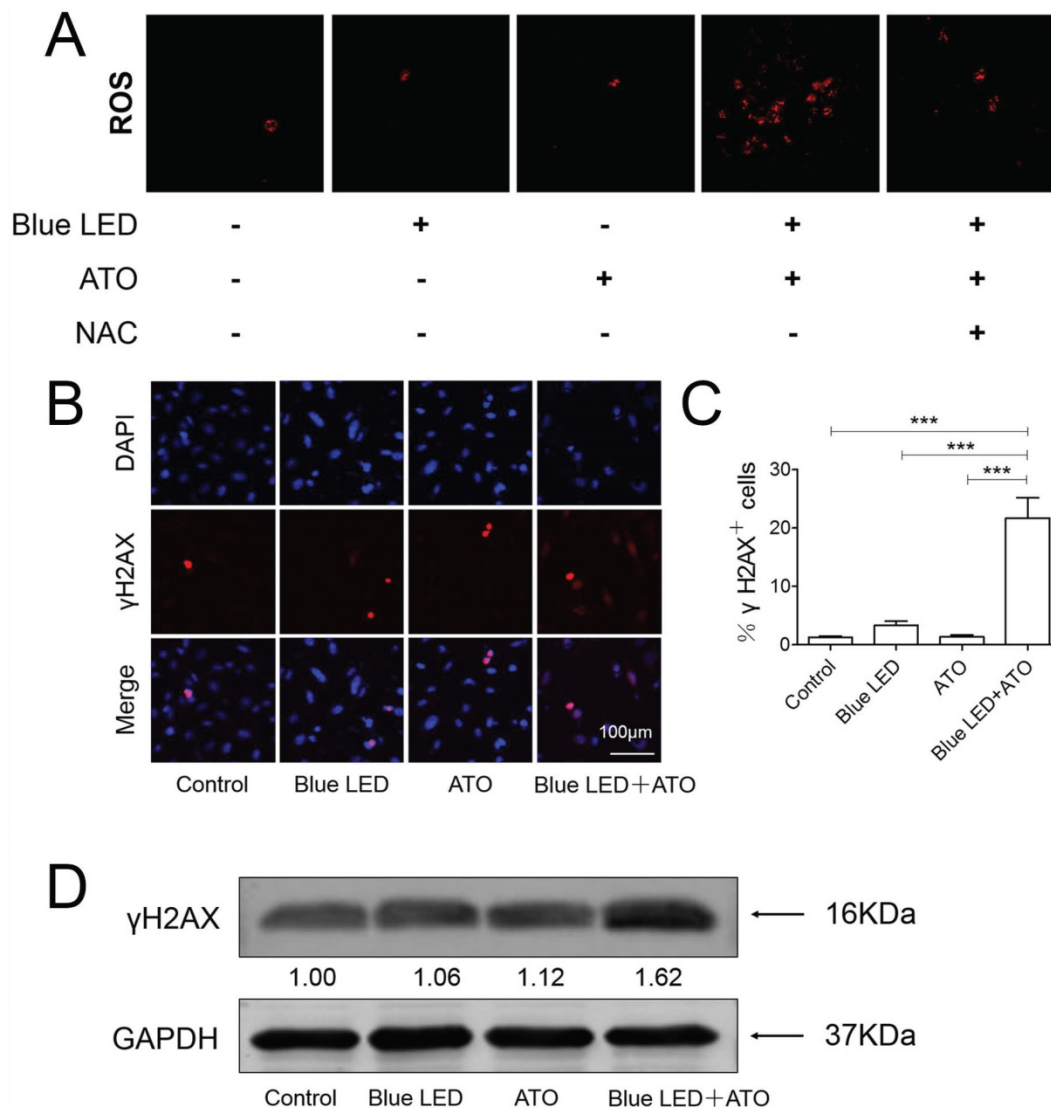 A
ROS
Blue LED - + - + +
ATO - - + + +
NAC - - - - +
B
DAPI
γH2AX
Merge
100μm
Control Blue LED ATO Blue LED+ATO
C
***
***
***
% γ H2AX+ cells
30
20
10
0
Control Blue LED ATO Blue LED+ATO
D
γH2AX 16KDa
1.00 1.06 1.12 1.62
GAPDH 37KDa
Control Blue LED ATO Blue LED+ATO